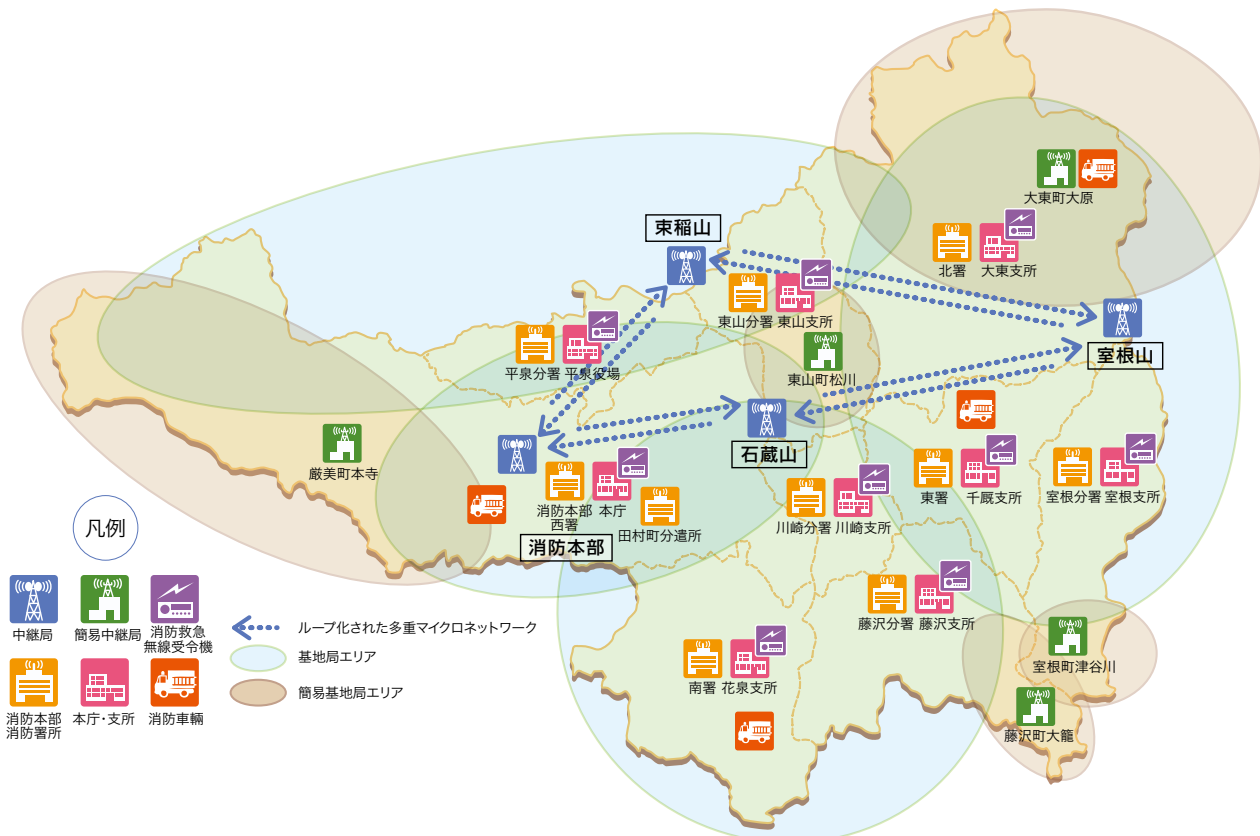 大東町大原
束稲山
北署
大東支所
東山分署
東山支所
室根山
平泉分署
平泉役場
東山町松川
石蔵山
厳美町本寺
東署
千厩支所
室根分署
室根支所
消防本部
西署
本庁
田村町分遣所
川崎分署
川崎支所
消防本部
凡例
藤沢分署
藤沢支所
中継局
簡易中継局
消防救急
無線受令機
ループ化された多重マイクロネットワーク
基地局エリア
簡易基地局エリア
室根町津谷川
南署
花泉支所
消防本部
消防署所
本庁・支所
消防車輛
藤沢町大籠